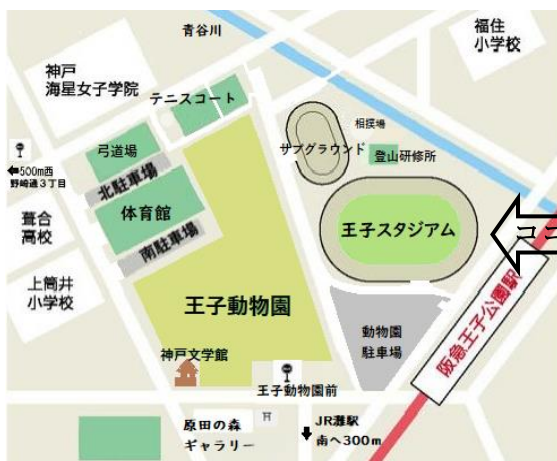 青谷川
福住
小学校
神戸
海星女子学院
テニスコート
相撲場
サブグラウンド
登山研修所
弓道場
←500m西
野崎通3丁目
北駐車場
体育館
葺合
高校
王子スタジアム
ココ
南駐車場
上筒井
小学校
王子動物園
阪急王子公園駅
動物園
駐車場
神戸文学館
王子動物園前
原田の森
ギャラリー
JR灘駅
南へ300m